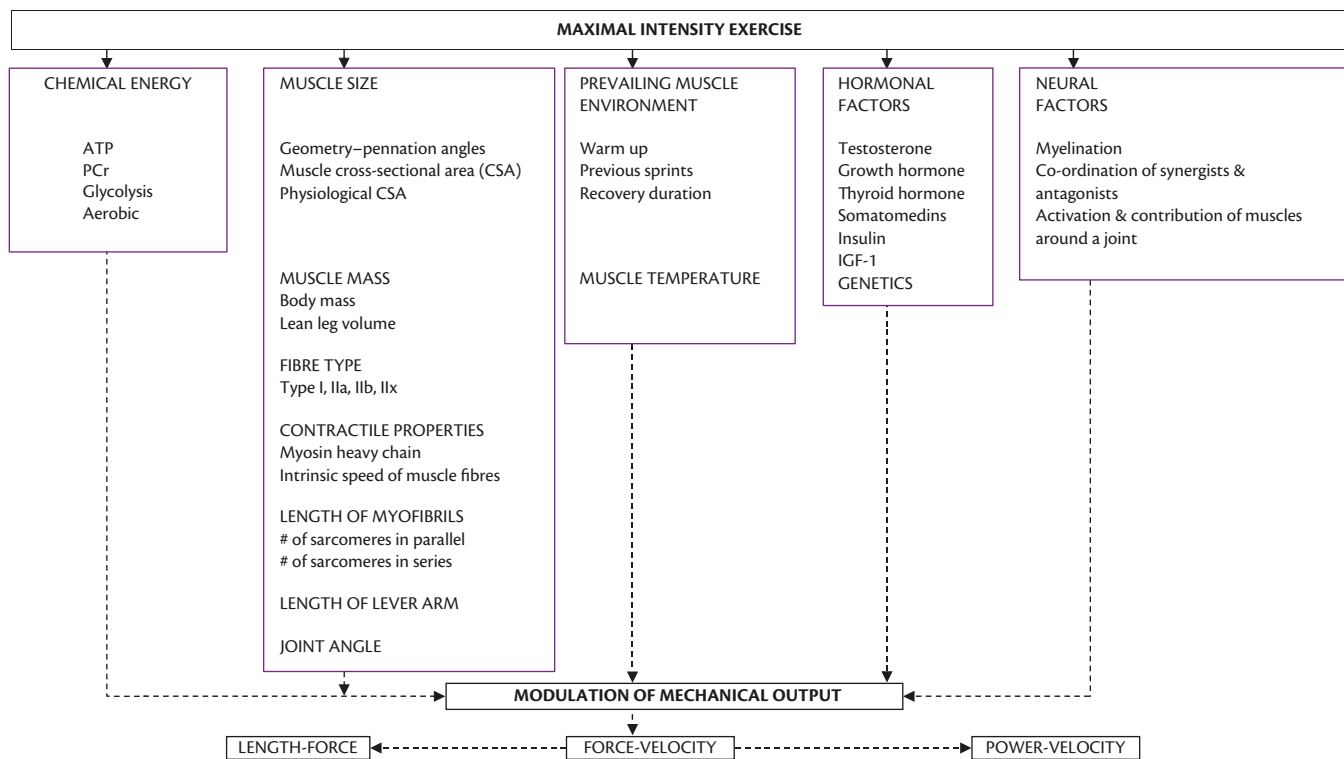 MAXIMAL INTENSITY EXERCISE
CHEMICAL ENERGY
ATP
PCr
Glycolysis
Aerobic
MUSCLE SIZE
Geometry–pennation angles
Muscle cross-sectional area (CSA)
Physiological CSA
MUSCLE MASS
Body mass
Lean leg volume
FIBRE TYPE
Type I, IIa, IIb, IIx
CONTRACTILE PROPERTIES
Myosin heavy chain
Intrinsic speed of muscle fibres
LENGTH OF MYOFIBRILS
# of sarcomeres in parallel
# of sarcomeres in series
LENGTH OF LEVER ARM
JOINT ANGLE
PREVAILING MUSCLE
ENVIRONMENT
Warm up
Previous sprints
Recovery duration
MUSCLE TEMPERATURE
HORMONAL
FACTORS
Testosterone
Growth hormone
Thyroid hormone
Somatomedins
Insulin
IGF-1
GENETICS
NEURAL
FACTORS
Myelination
Co-ordination of synergists &
antagonists
Activation & contribution of muscles
around a joint
MODULATION OF MECHANICAL OUTPUT
LENGTH-FORCE
FORCE-VELOCITY
POWER-VELOCITY